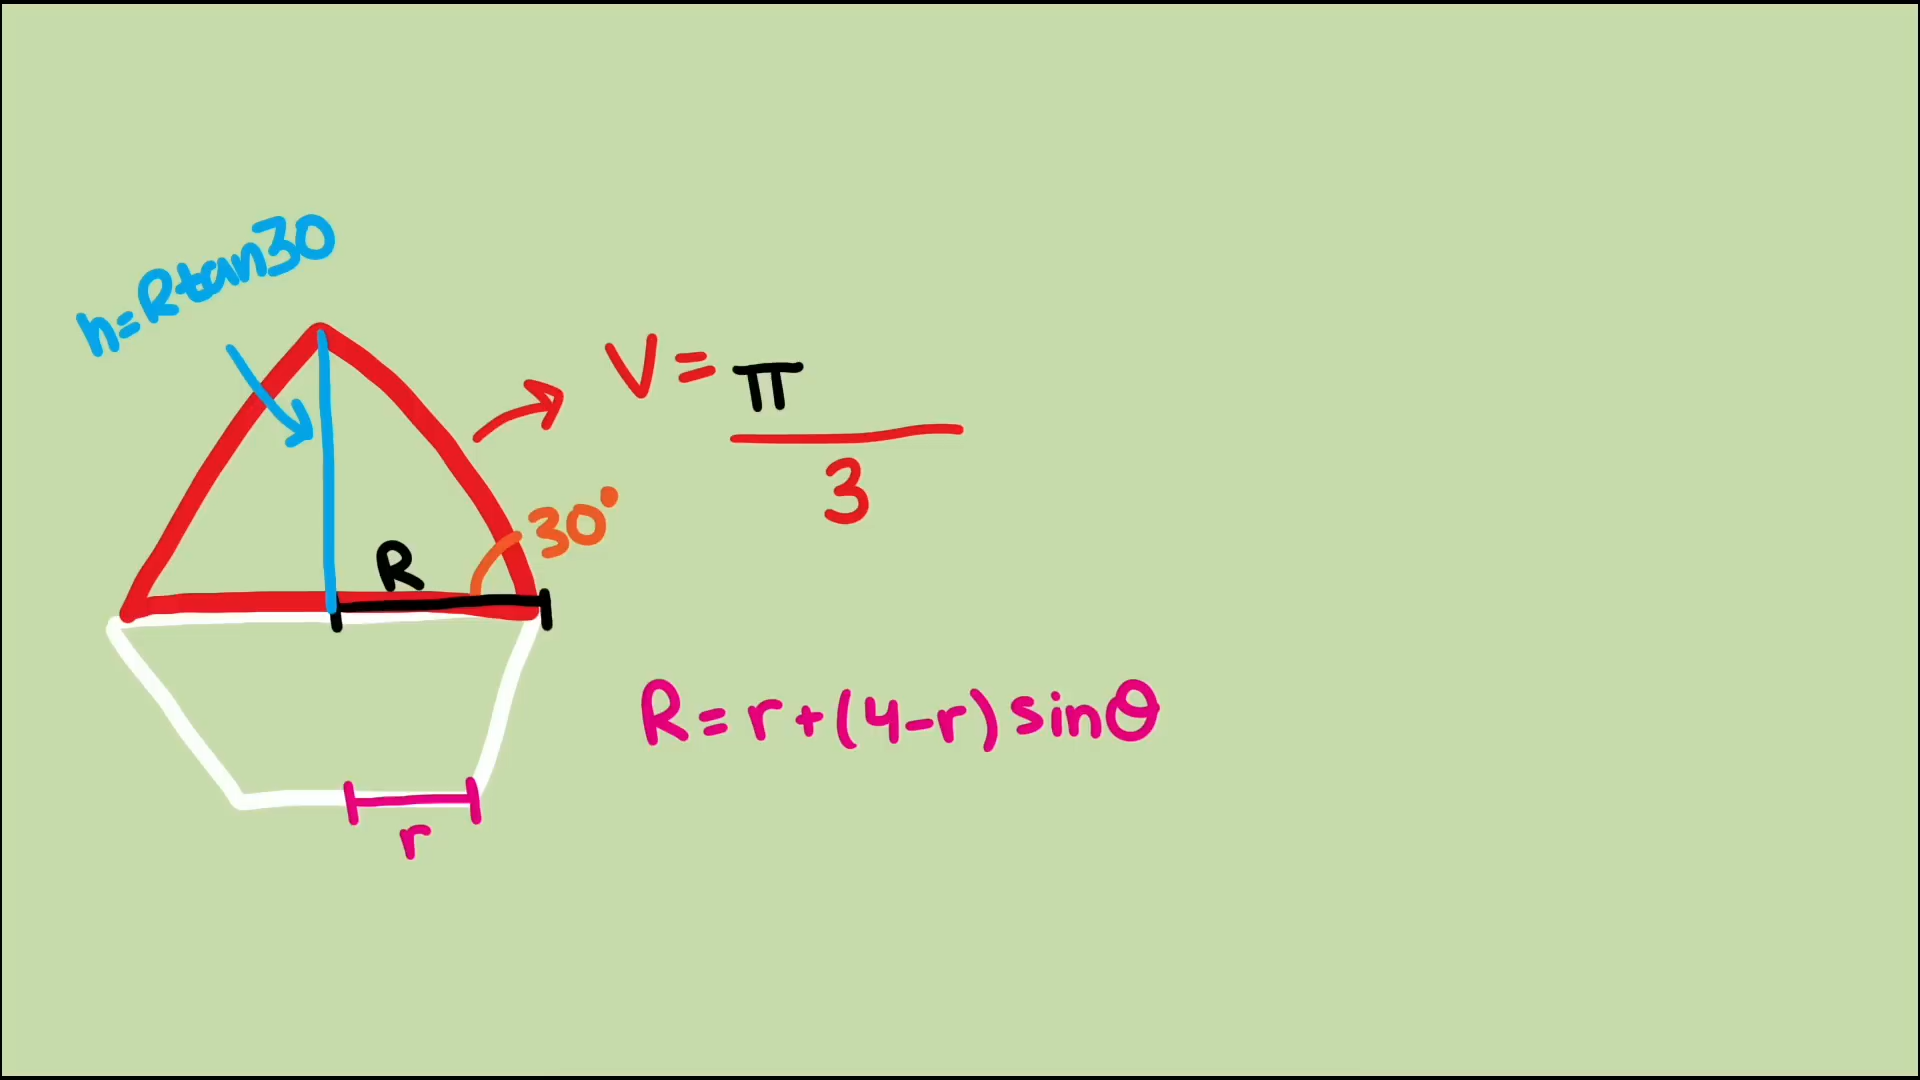 h=Rtan30
V=π
3
30°
R
R=r+(4-r)sinθ
r